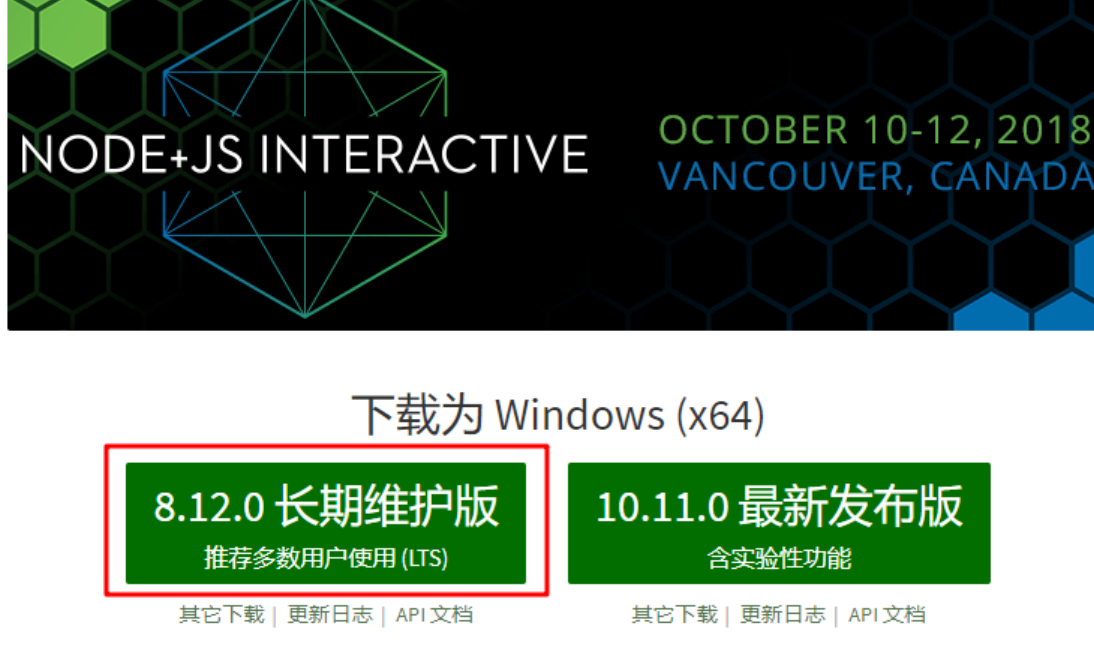 NODE+JS INTERACTIVE
OCTOBER 10-12, 2018
VANCOUVER, CANADA
下载为 Windows (x64)
8.12.0 长期维护版
推荐多数用户使用 (LTS)
其它下载 | 更新日志 | API 文档
10.11.0 最新发布版
含实验性功能
其它下载 | 更新日志 | API 文档